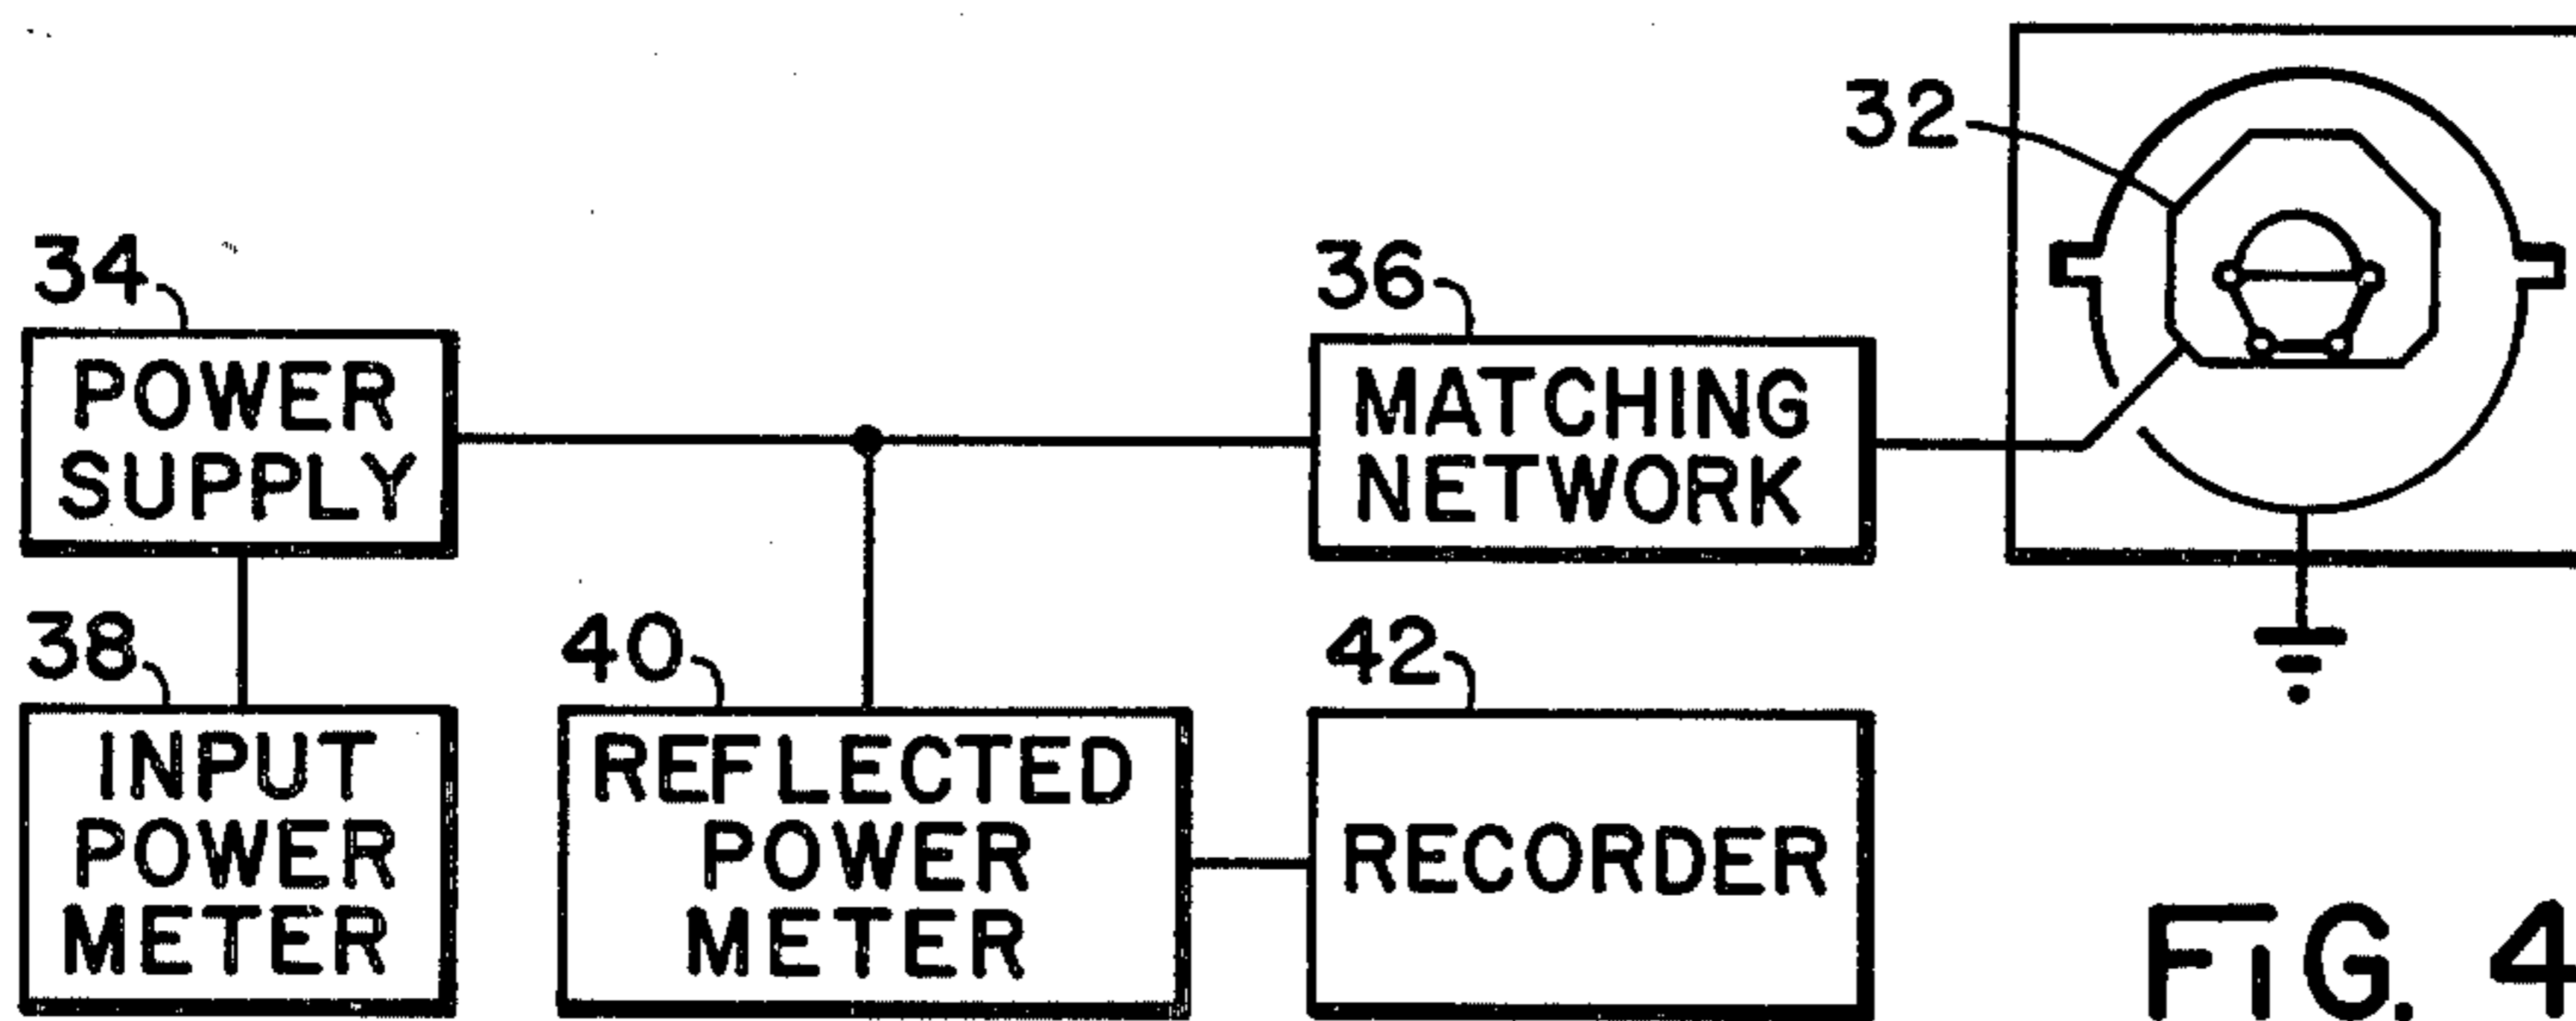 32
34
POWER
SUPPLY
36
MATCHING
NETWORK
38
INPUT
POWER
METER
40
REFLECTED
POWER
METER
42
RECORDER
FIG. 4